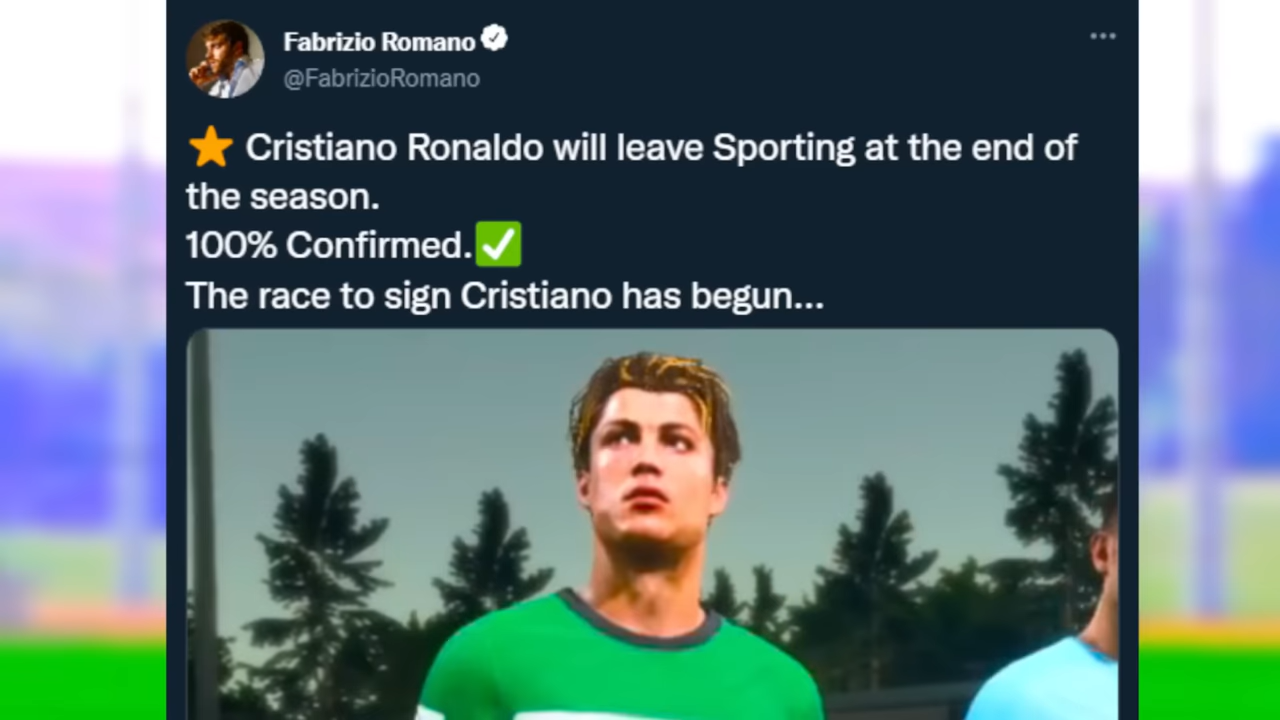 Fabrizio Romano
@FabrizioRomano
⭐ Cristiano Ronaldo will leave Sporting at the end of
the season.
100% Confirmed.✅
The race to sign Cristiano has begun...